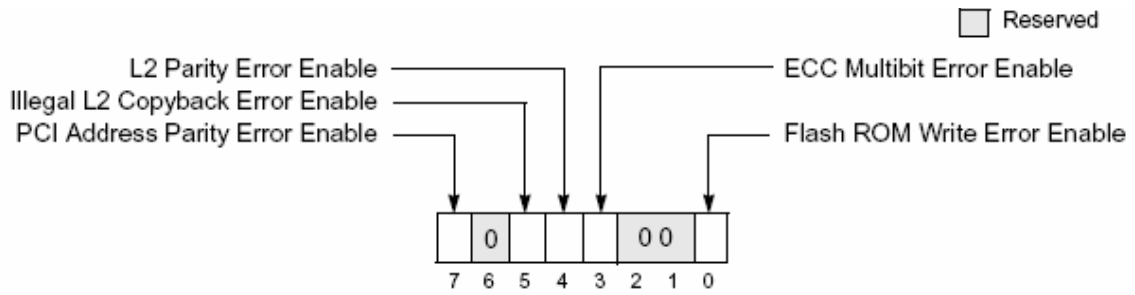 Reserved
L2 Parity Error Enable
ECC Multibit Error Enable
Illegal L2 Copyback Error Enable
PCI Address Parity Error Enable
Flash ROM Write Error Enable
0 0 0
7 6 5 4 3 2 1 0